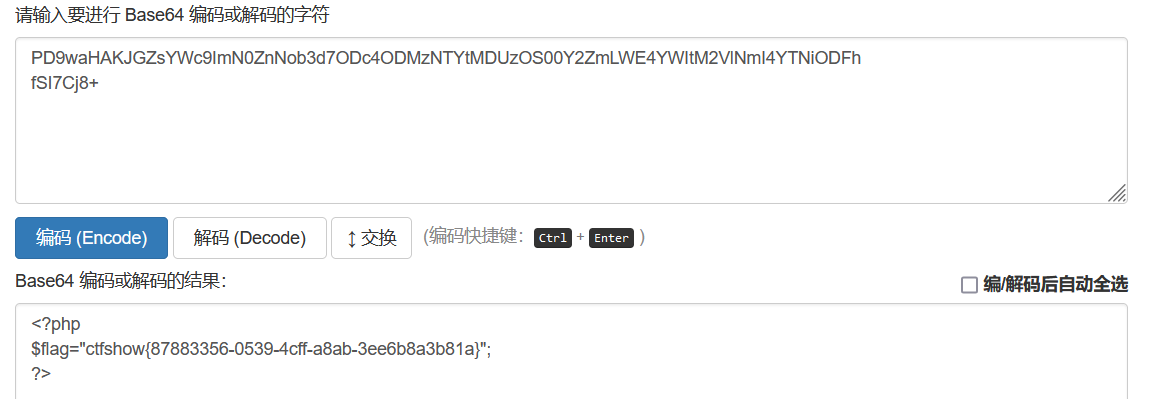 请输入要进行 Base64 编码或解码的字符
PD9waHAKJGZsYWc9ImN0ZnNob3d7ODc4ODMzNTYtMDUzOS00Y2ZmLWE4YWItM2VlNmI4YTNiODFh
fSI7Cj8+
编码 (Encode) 解码 (Decode) ↕ 交换 (编码快捷键： Ctrl + Enter )
Base64 编码或解码的结果： 编/解码后自动全选
<?php
$flag="ctfshow{87883356-0539-4cff-a8ab-3ee6b8a3b81a}";
?>